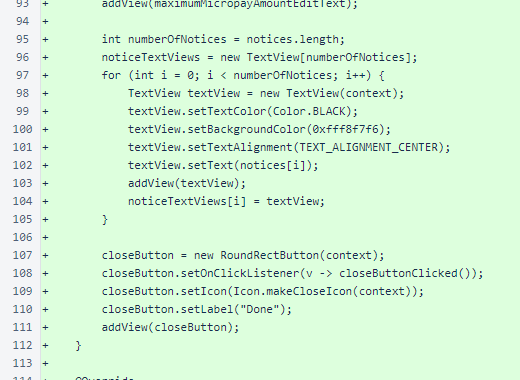 93 + addView(maximumMicropayAmountEditText);
94 +
95 + int numberOfNotices = notices.length;
96 + noticeTextViews = new TextView[numberOfNotices];
97 + for (int i = 0; i < numberOfNotices; i++) {
98 + TextView textView = new TextView(context);
99 + textView.setTextColor(Color.BLACK);
100 + textView.setBackgroundColor(0xfff8f7f6);
101 + textView.setTextAlignment(TEXT_ALIGNMENT_CENTER);
102 + textView.setText(notices[i]);
103 + addView(textView);
104 + noticeTextViews[i] = textView;
105 + }
106 +
107 + closeButton = new RoundRectButton(context);
108 + closeButton.setOnClickListener(v -> closeButtonClicked());
109 + closeButton.setIcon(Icon.makeCloseIcon(context));
110 + closeButton.setLabel("Done");
111 + addView(closeButton);
112 + }
113 +
114 + @Override